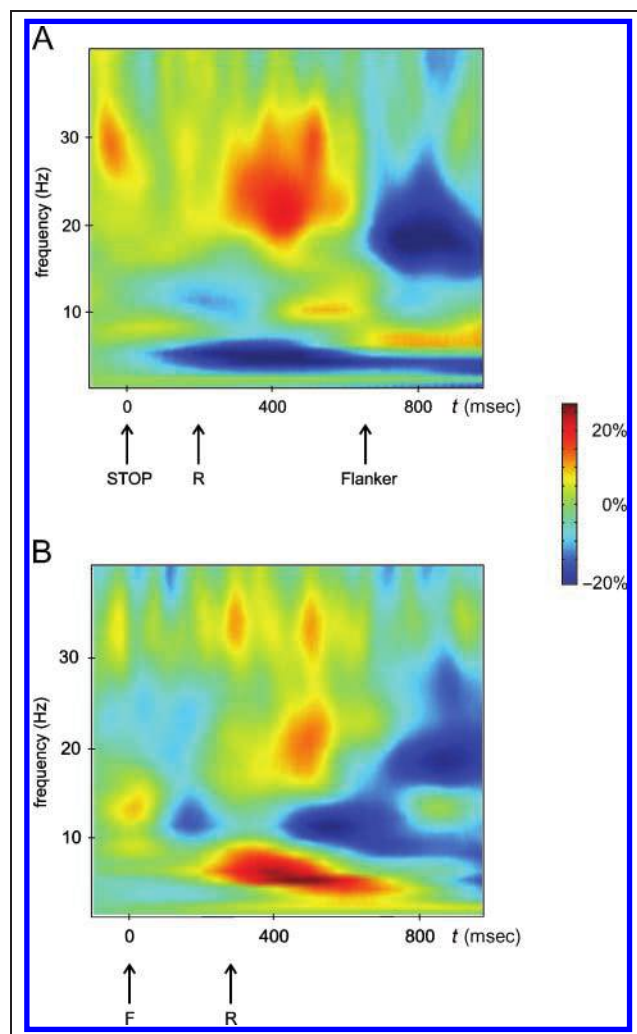 A
frequency (Hz)
30
20
10
0 400 800 t (msec)
STOP R Flanker
20%
0%
–20%
B
frequency (Hz)
30
20
10
0 400 800 t (msec)
F R